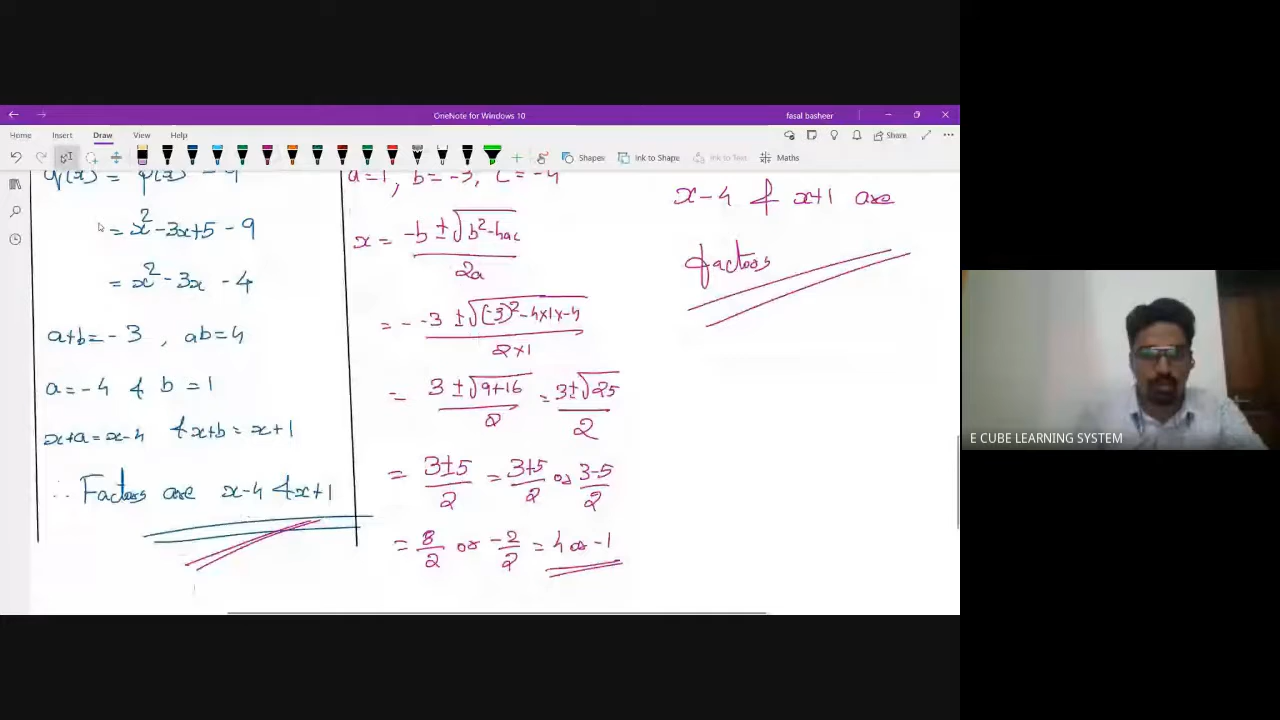 OneNote for Windows 10
fasal basheer
Home Insert Draw View Help
Share
Shapes Ink to Shape Ink to Text Maths
q(x) = p(x) - 9
= x² - 3x + 5 - 9
= x² - 3x - 4
a+b = -3 , ab = 4
a = -4 & b = 1
x+a = x-4 & x+b = x+1
∴ Factors are x-4 & x+1
a=1, b=-3, c=-4
x = (-b ± √(b²-4ac))/2a
= (- -3 ± √((-3)² - 4×1×-4))/(2×1)
= (3 ± √(9+16))/2 = (3±√25)/2
= (3±5)/2 = (3+5)/2 or (3-5)/2
= 8/2 or -2/2 = 4 or -1
x-4 & x+1 are
factors
E CUBE LEARNING SYSTEM